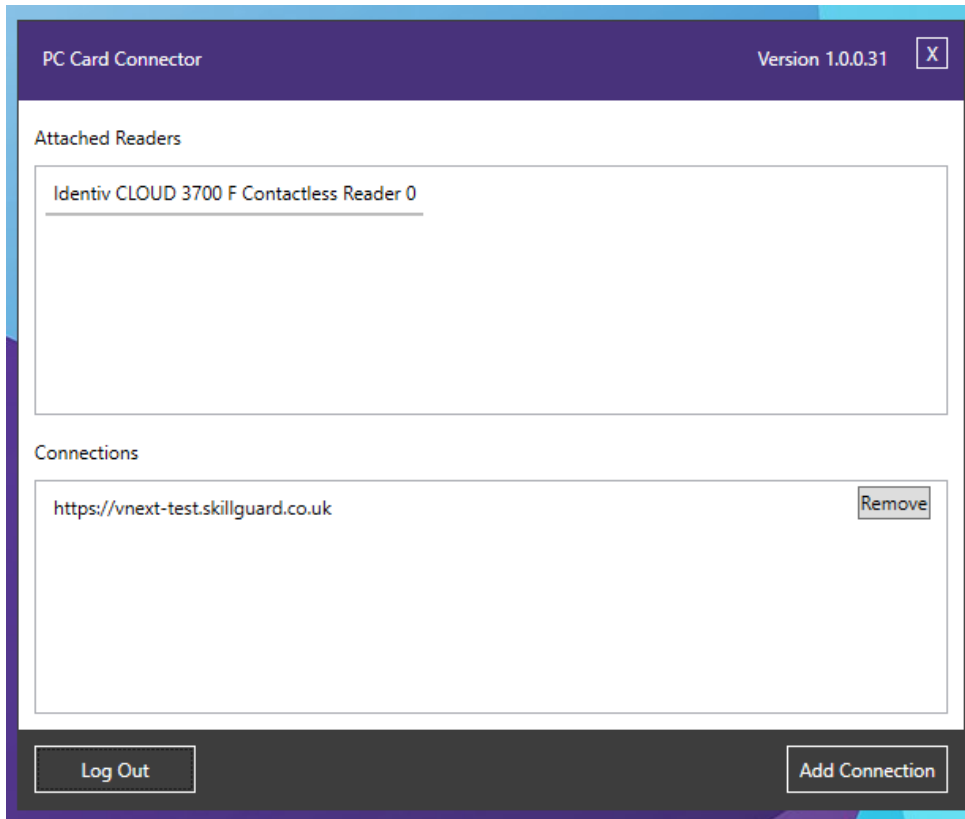 PC Card Connector Version 1.0.0.31 X
Attached Readers
Identiv CLOUD 3700 F Contactless Reader 0
Connections
https://vnext-test.skillguard.co.uk Remove
Log Out Add Connection